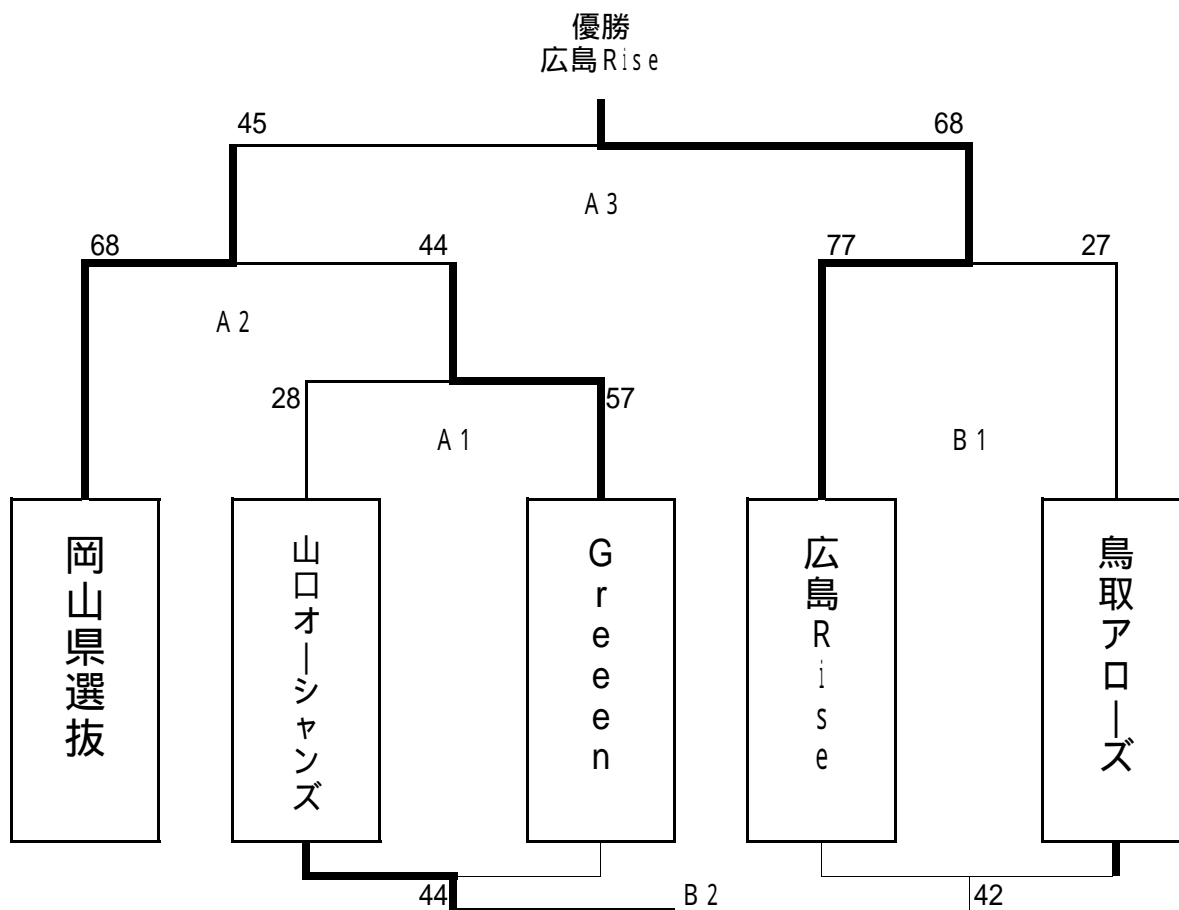 優勝
広島Rise
45 68
A3
68 44 77 27
A2
28 57
A1 B1
岡山県選抜
山口オーシャンズ
Greeen
広島Rise
鳥取アローズ
44 B2 42